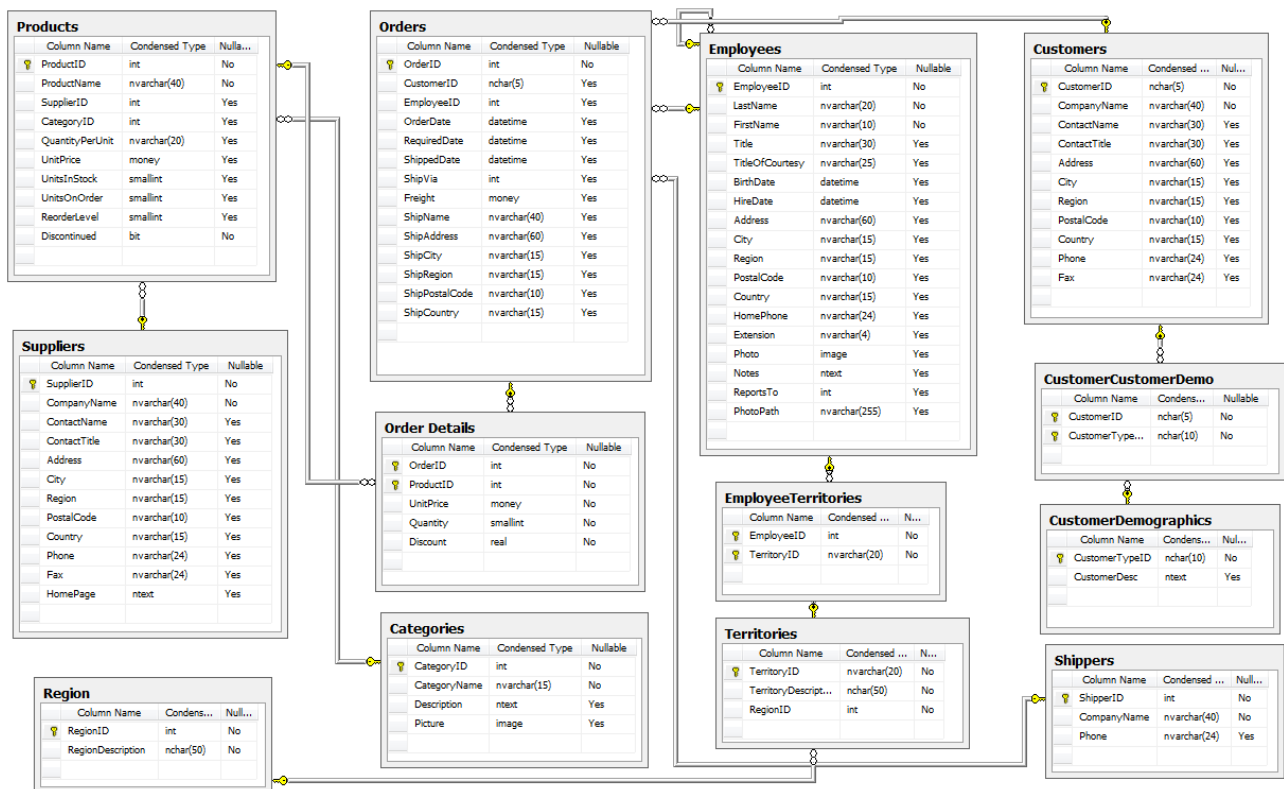 Products
Column Name Condensed Type Nulla...
ProductID int No
ProductName nvarchar(40) No
SupplierID int Yes
CategoryID int Yes
QuantityPerUnit nvarchar(20) Yes
UnitPrice money Yes
UnitsInStock smallint Yes
UnitsOnOrder smallint Yes
ReorderLevel smallint Yes
Discontinued bit No
Orders
Column Name Condensed Type Nullable
OrderID int No
CustomerID nchar(5) Yes
EmployeeID int Yes
OrderDate datetime Yes
RequiredDate datetime Yes
ShippedDate datetime Yes
ShipVia int Yes
Freight money Yes
ShipName nvarchar(40) Yes
ShipAddress nvarchar(60) Yes
ShipCity nvarchar(15) Yes
ShipRegion nvarchar(15) Yes
ShipPostalCode nvarchar(10) Yes
ShipCountry nvarchar(15) Yes
Employees
Column Name Condensed Type Nullable
EmployeeID int No
LastName nvarchar(20) No
FirstName nvarchar(10) No
Title nvarchar(30) Yes
TitleOfCourtesy nvarchar(25) Yes
BirthDate datetime Yes
HireDate datetime Yes
Address nvarchar(60) Yes
City nvarchar(15) Yes
Region nvarchar(15) Yes
PostalCode nvarchar(10) Yes
Country nvarchar(15) Yes
HomePhone nvarchar(24) Yes
Extension nvarchar(4) Yes
Photo image Yes
Notes ntext Yes
ReportsTo int Yes
PhotoPath nvarchar(255) Yes
Customers
Column Name Condensed ... Nul...
CustomerID nchar(5) No
CompanyName nvarchar(40) No
ContactName nvarchar(30) Yes
ContactTitle nvarchar(30) Yes
Address nvarchar(60) Yes
City nvarchar(15) Yes
Region nvarchar(15) Yes
PostalCode nvarchar(10) Yes
Country nvarchar(15) Yes
Phone nvarchar(24) Yes
Fax nvarchar(24) Yes
Suppliers
Column Name Condensed Type Nullable
SupplierID int No
CompanyName nvarchar(40) No
ContactName nvarchar(30) Yes
ContactTitle nvarchar(30) Yes
Address nvarchar(60) Yes
City nvarchar(15) Yes
Region nvarchar(15) Yes
PostalCode nvarchar(10) Yes
Country nvarchar(15) Yes
Phone nvarchar(24) Yes
Fax nvarchar(24) Yes
HomePage ntext Yes
Order Details
Column Name Condensed Type Nullable
OrderID int No
ProductID int No
UnitPrice money No
Quantity smallint No
Discount real No
CustomerCustomerDemo
Column Name Condens... Nullable
CustomerID nchar(5) No
CustomerType... nchar(10) No
EmployeeTerritories
Column Name Condensed ... N...
EmployeeID int No
TerritoryID nvarchar(20) No
CustomerDemographics
Column Name Condens... Nul...
CustomerTypeID nchar(10) No
CustomerDesc ntext Yes
Categories
Column Name Condensed Type Nullable
CategoryID int No
CategoryName nvarchar(15) No
Description ntext Yes
Picture image Yes
Territories
Column Name Condensed ... N...
TerritoryID nvarchar(20) No
TerritoryDescript... nchar(50) No
RegionID int No
Shippers
Column Name Condensed ... Null...
ShipperID int No
CompanyName nvarchar(40) No
Phone nvarchar(24) Yes
Region
Column Name Condens... Null...
RegionID int No
RegionDescription nchar(50) No